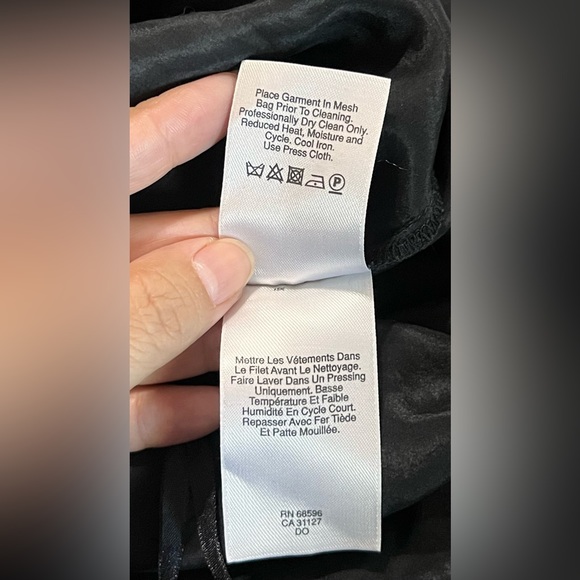 Place Garment In Mesh
Bag Prior To Cleaning.
Professionally Dry Clean Only.
Reduced Heat, Moisture and
Cycle. Cool Iron.
Use Press Cloth.
P
Mettre Les Vétements Dans
Le Filet Avant Le Nettoyage.
Faire Laver Dans Un Pressing
Uniquement. Basse
Température Et Faible
Humidité En Cycle Court.
Repasser Avec Fer Tiède
Et Patte Mouillée.
RN 68596
CA 31127
DO